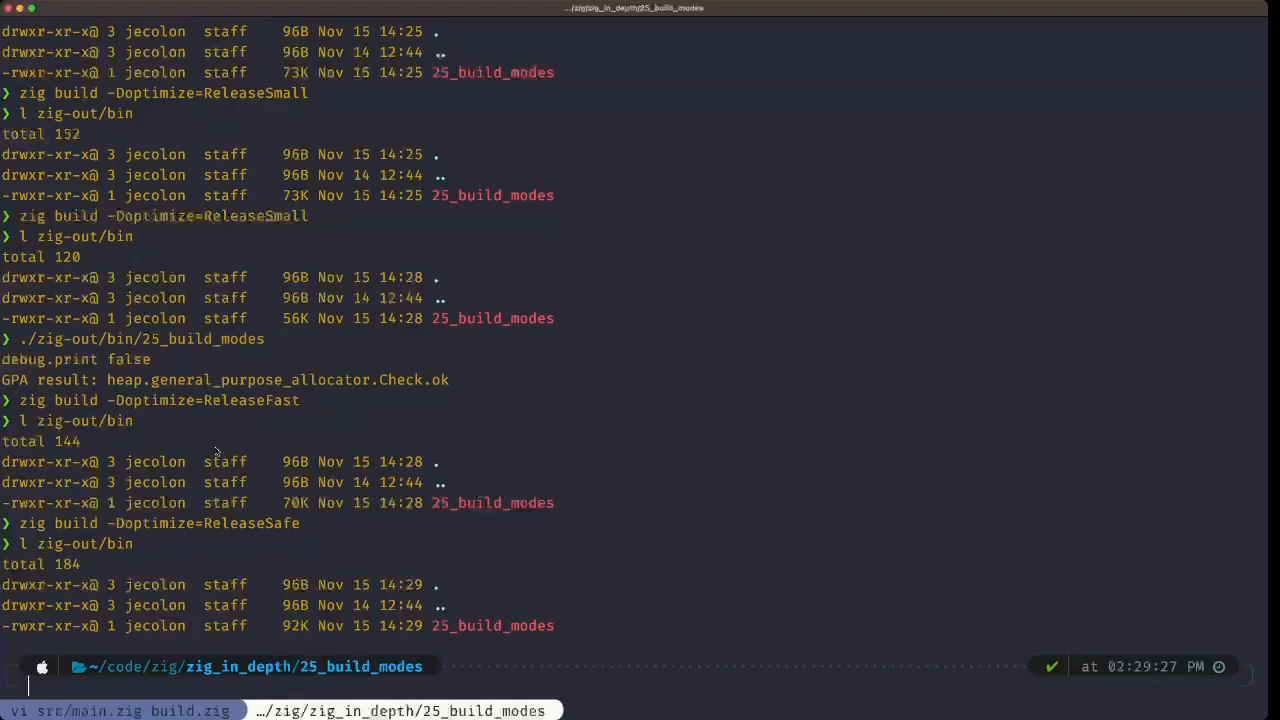 .../zig/zig_in_depth/25_build_modes
drwxr-xr-x@ 3 jecolon  staff    96B Nov 15 14:25 .
drwxr-xr-x@ 3 jecolon  staff    96B Nov 14 12:44 ..
-rwxr-xr-x@ 1 jecolon  staff    73K Nov 15 14:25 25_build_modes
❯ zig build -Doptimize=ReleaseSmall
❯ l zig-out/bin
total 152
drwxr-xr-x@ 3 jecolon  staff    96B Nov 15 14:25 .
drwxr-xr-x@ 3 jecolon  staff    96B Nov 14 12:44 ..
-rwxr-xr-x@ 1 jecolon  staff    73K Nov 15 14:25 25_build_modes
❯ zig build -Doptimize=ReleaseSmall
❯ l zig-out/bin
total 120
drwxr-xr-x@ 3 jecolon  staff    96B Nov 15 14:28 .
drwxr-xr-x@ 3 jecolon  staff    96B Nov 14 12:44 ..
-rwxr-xr-x@ 1 jecolon  staff    56K Nov 15 14:28 25_build_modes
❯ ./zig-out/bin/25_build_modes
debug.print false
GPA result: heap.general_purpose_allocator.Check.ok
❯ zig build -Doptimize=ReleaseFast
❯ l zig-out/bin
total 144
drwxr-xr-x@ 3 jecolon  staff    96B Nov 15 14:28 .
drwxr-xr-x@ 3 jecolon  staff    96B Nov 14 12:44 ..
-rwxr-xr-x@ 1 jecolon  staff    70K Nov 15 14:28 25_build_modes
❯ zig build -Doptimize=ReleaseSafe
❯ l zig-out/bin
total 184
drwxr-xr-x@ 3 jecolon  staff    96B Nov 15 14:29 .
drwxr-xr-x@ 3 jecolon  staff    96B Nov 14 12:44 ..
-rwxr-xr-x@ 1 jecolon  staff    92K Nov 15 14:29 25_build_modes
~/code/zig/zig_in_depth/25_build_modes ✔ at 02:29:27 PM
vi src/main.zig build.zig …/zig/zig_in_depth/25_build_modes